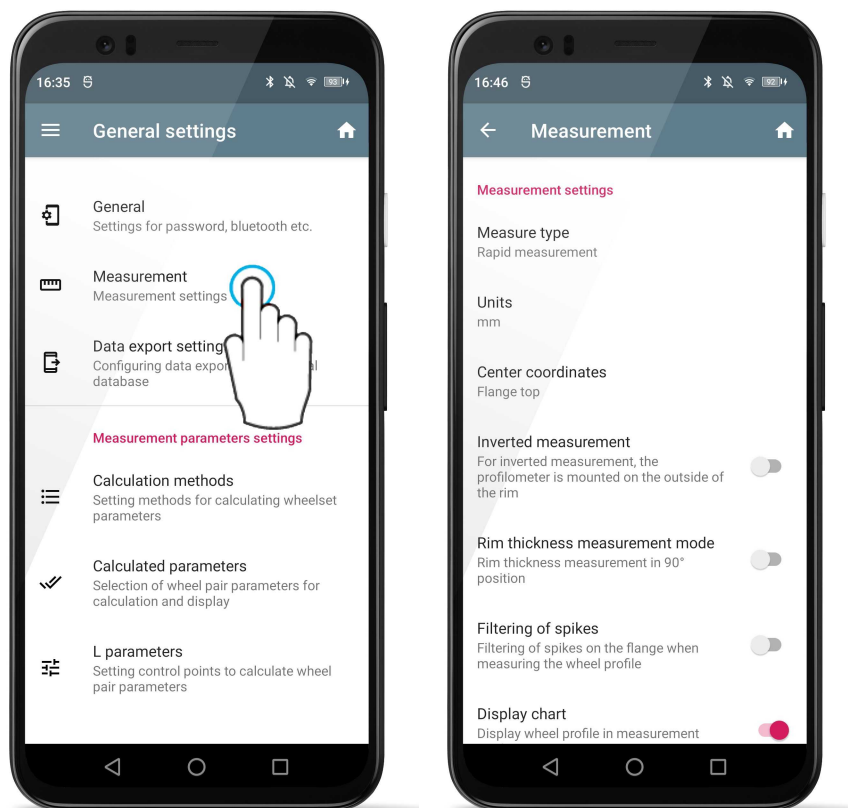 16:35
93
General settings
General
Settings for password, bluetooth etc.
Measurement
Measurement settings
Data export setting
Configuring data expor
database
Measurement parameters settings
Calculation methods
Setting methods for calculating wheelset
parameters
Calculated parameters
Selection of wheel pair parameters for
calculation and display
L parameters
Setting control points to calculate wheel
pair parameters
16:46
92
Measurement
Measurement settings
Measure type
Rapid measurement
Units
mm
Center coordinates
Flange top
Inverted measurement
For inverted measurement, the
profilometer is mounted on the outside of
the rim
Rim thickness measurement mode
Rim thickness measurement in 90°
position
Filtering of spikes
Filtering of spikes on the flange when
measuring the wheel profile
Display chart
Display wheel profile in measurement